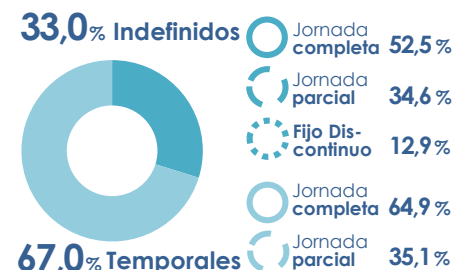 33,0% Indefinidos
Jornada
completa 52,5%
Jornada
parcial 34,6%
Fijo Dis-
continuo 12,9%
Jornada
completa 64,9%
67,0% Temporales
Jornada
parcial 35,1%